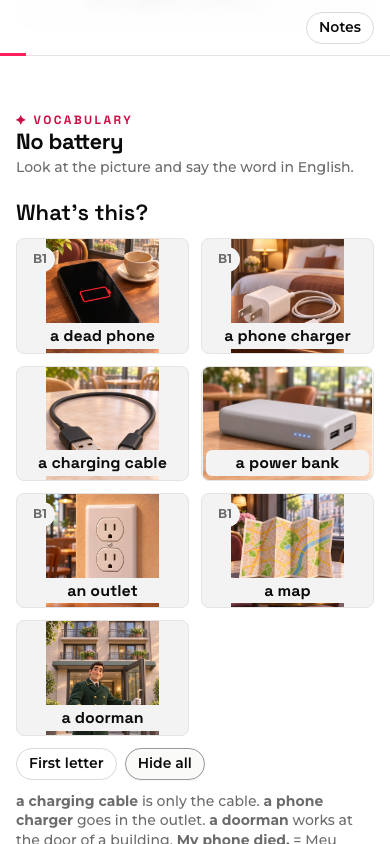 Notes
✦ VOCABULARY
No battery
Look at the picture and say the word in English.
What's this?
B1
a dead phone
B1
a phone charger
a charging cable
a power bank
B1
an outlet
B1
a map
a doorman
First letter
Hide all
a charging cable is only the cable. a phone
charger goes in the outlet. a doorman works at
the door of a building. My phone died. = Meu